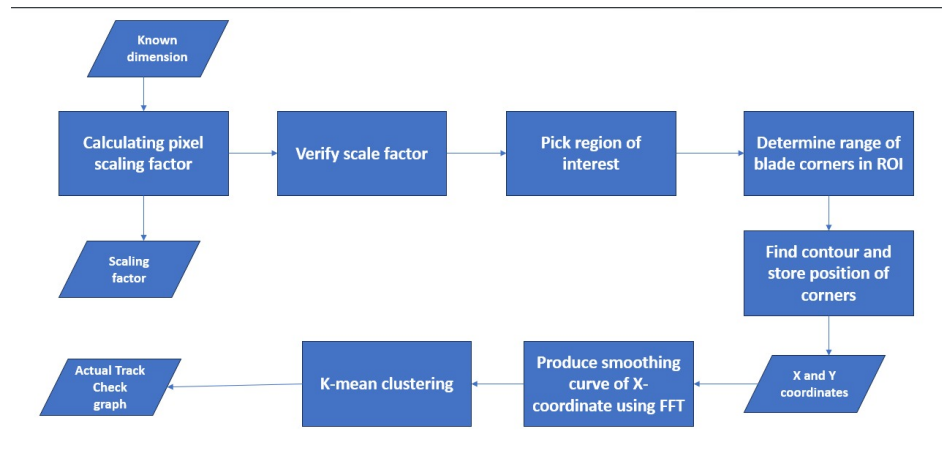 Known
dimension
Calculating pixel
scaling factor
Verify scale factor
Pick region of
interest
Determine range of
blade corners in ROI
Scaling
factor
Find contour and
store position of
corners
X and Y
coordinates
Produce smoothing
curve of X-
coordinate using FFT
K-mean clustering
Actual Track
Check
graph